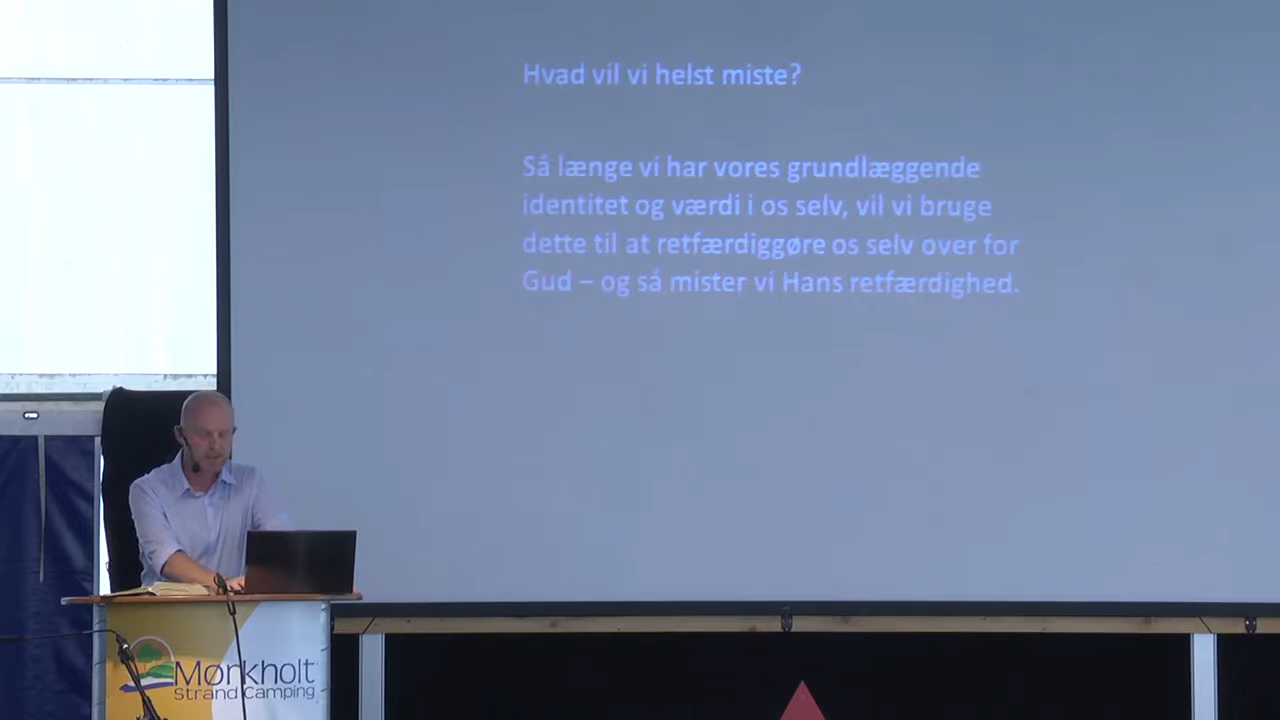 Hvad vil vi helst miste?
Så længe vi har vores grundlæggende
identitet og værdi i os selv, vil vi bruge
dette til at retfærdiggøre os selv over for
Gud – og så mister vi Hans retfærdighed.
Mørkholt
Strand Camping